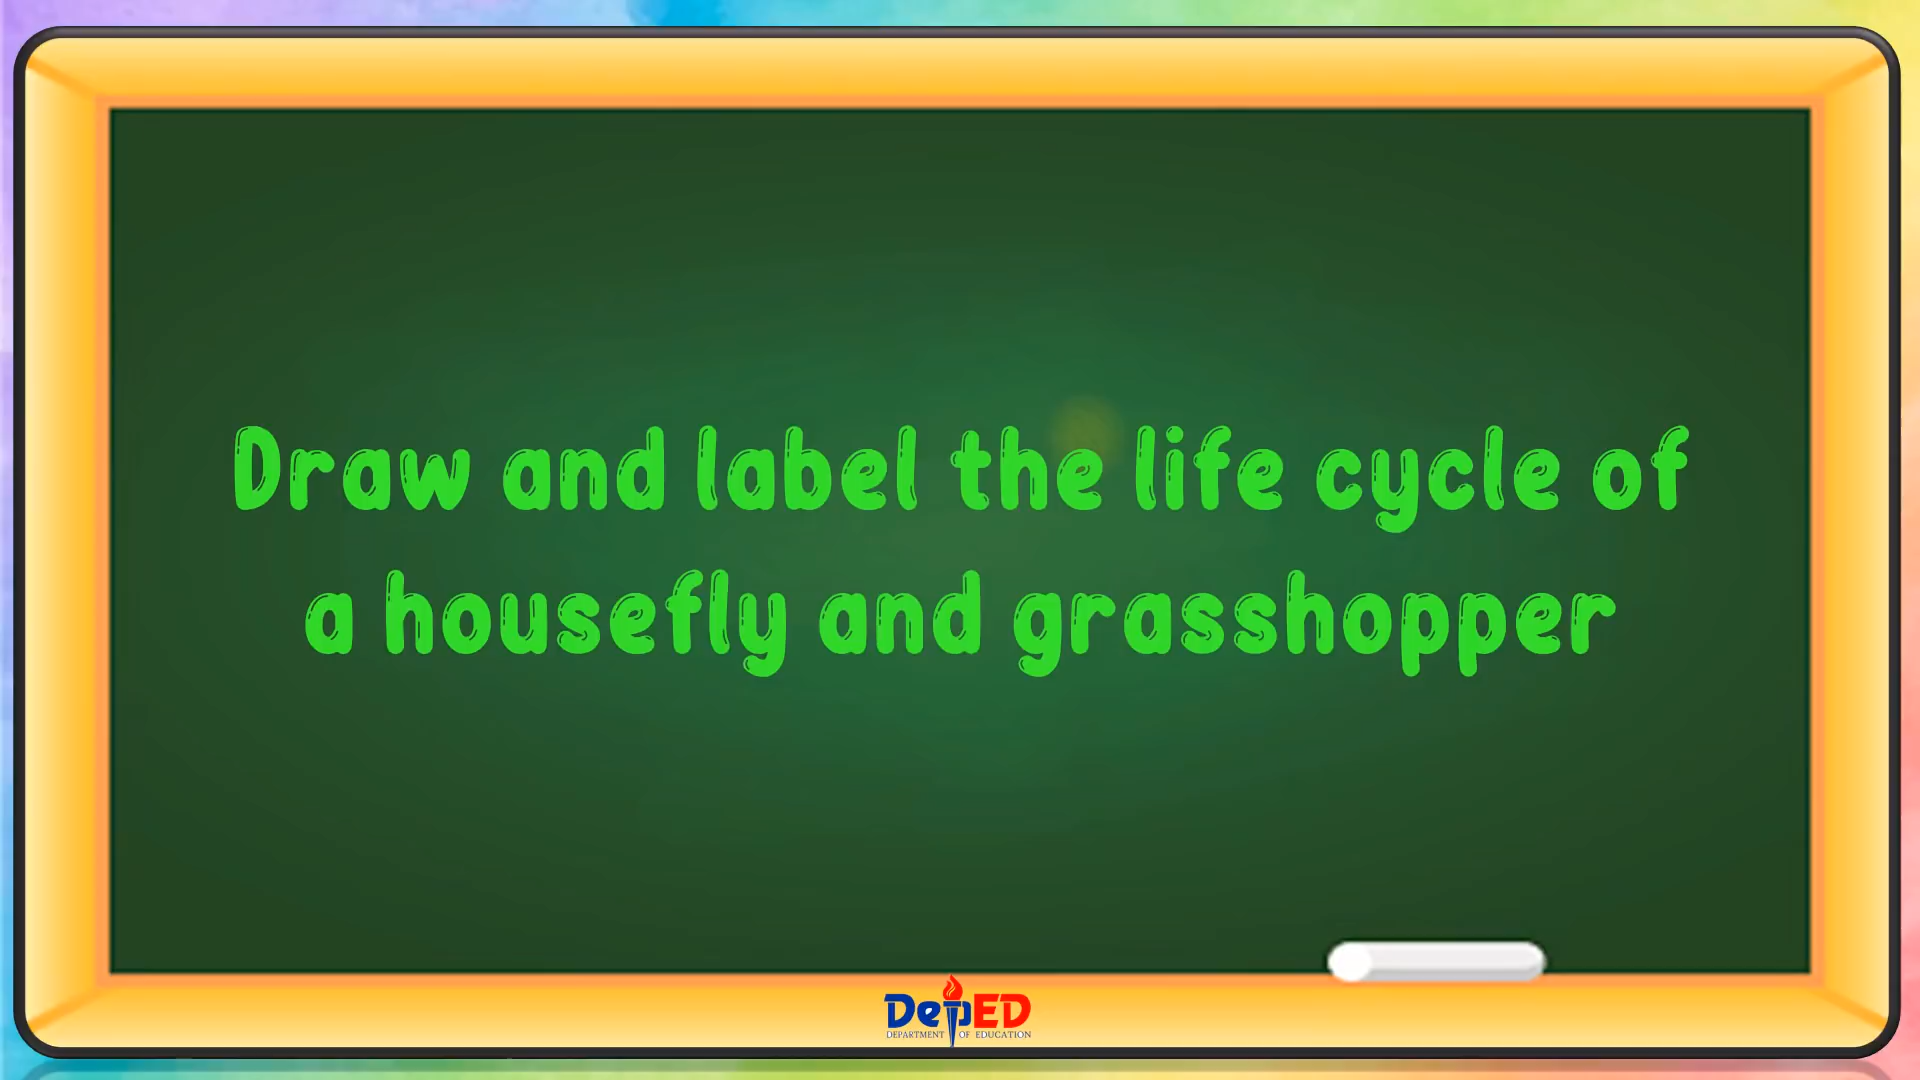 Draw and label the life cycle of
a housefly and grasshopper
DepED
DEPARTMENT OF EDUCATION